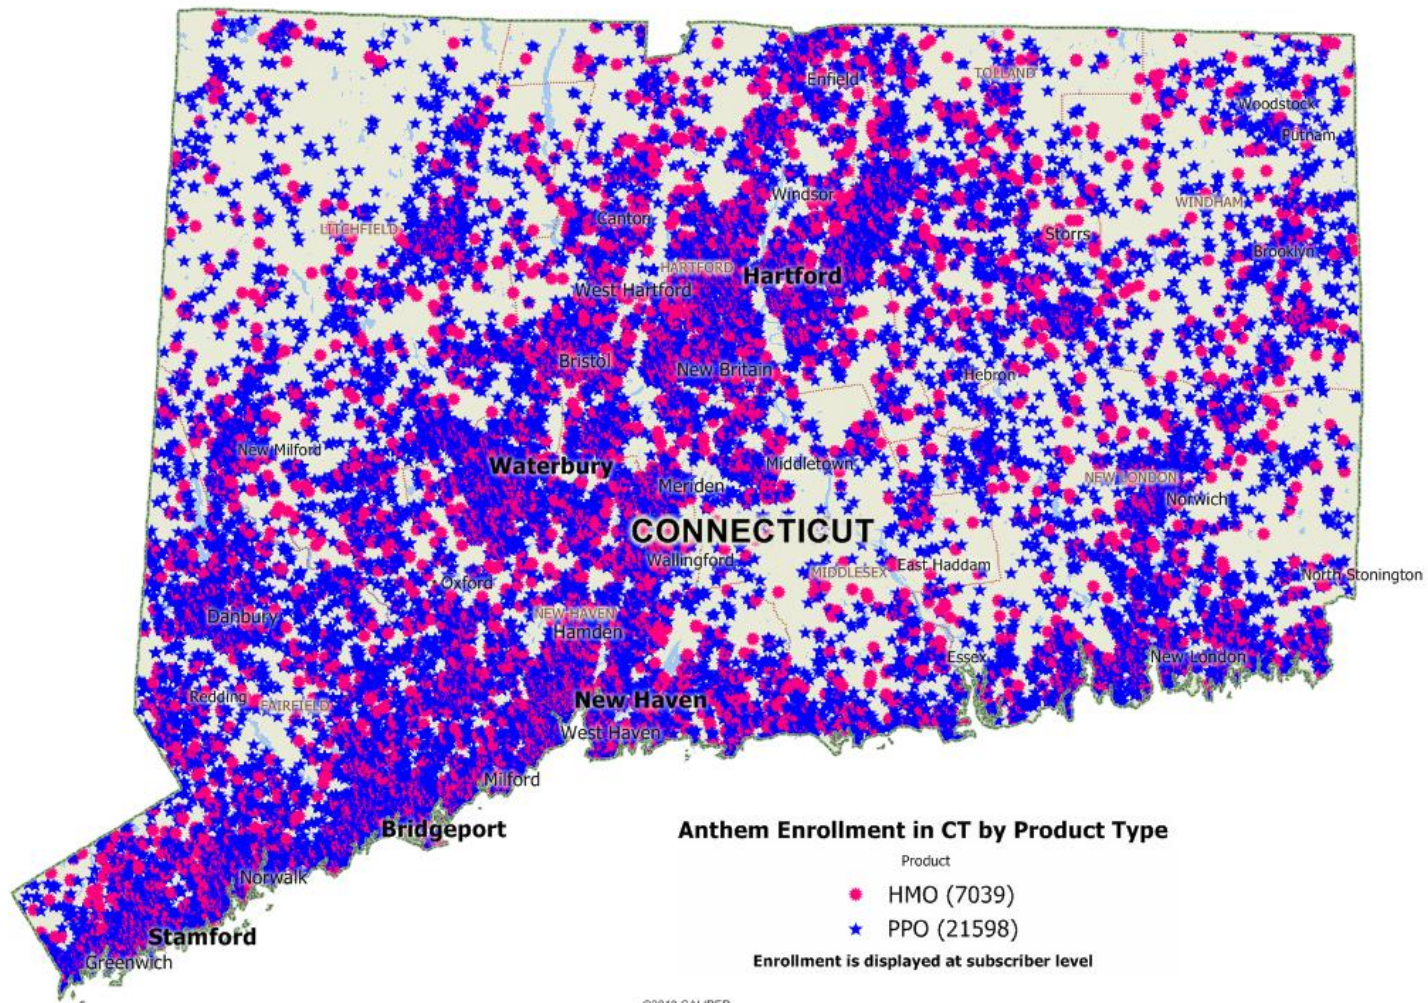 Enfield
TOLLAND
Woodstock
Putnam
Windsor
WINDHAM
Canton
LITCHFIELD
Storrs
Brooklyn
HARTFORD
Hartford
West Hartford
Bristol
New Britain
Hebron
New Milford
Waterbury
Middletown
Meriden
NEW LONDON
Norwich
CONNECTICUT
Wallingford
MIDDLESEX
East Haddam
North Stonington
Oxford
Danbury
NEW HAVEN
Hamden
Essex
New London
Redding
FAIRFIELD
New Haven
West Haven
Milford
Bridgeport
Norwalk
Stamford
Greenwich
Anthem Enrollment in CT by Product Type
Product
HMO (7039)
PPO (21598)
Enrollment is displayed at subscriber level